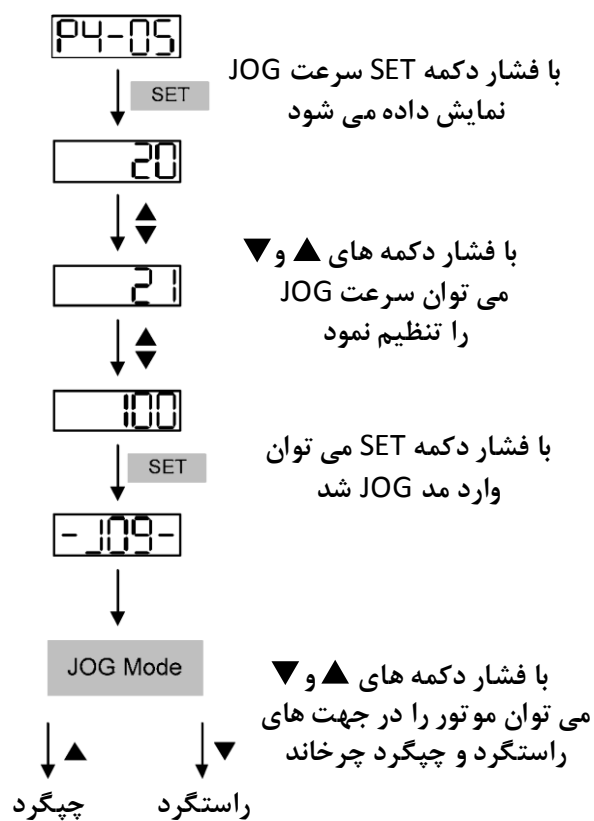 P4-05
SET
با فشار دکمه SET سرعت JOG
نمایش داده می شود
20
▲
▼
با فشار دکمه های ▲ و ▼
می توان سرعت JOG
را تنظیم نمود
21
▲
▼
100
SET
با فشار دکمه SET می توان
وارد مد JOG شد
-JOG-
JOG Mode
با فشار دکمه های ▲ و ▼
می توان موتور را در جهت های
راستگرد و چپگرد چرخاند
▲
▼
چپگرد
راستگرد